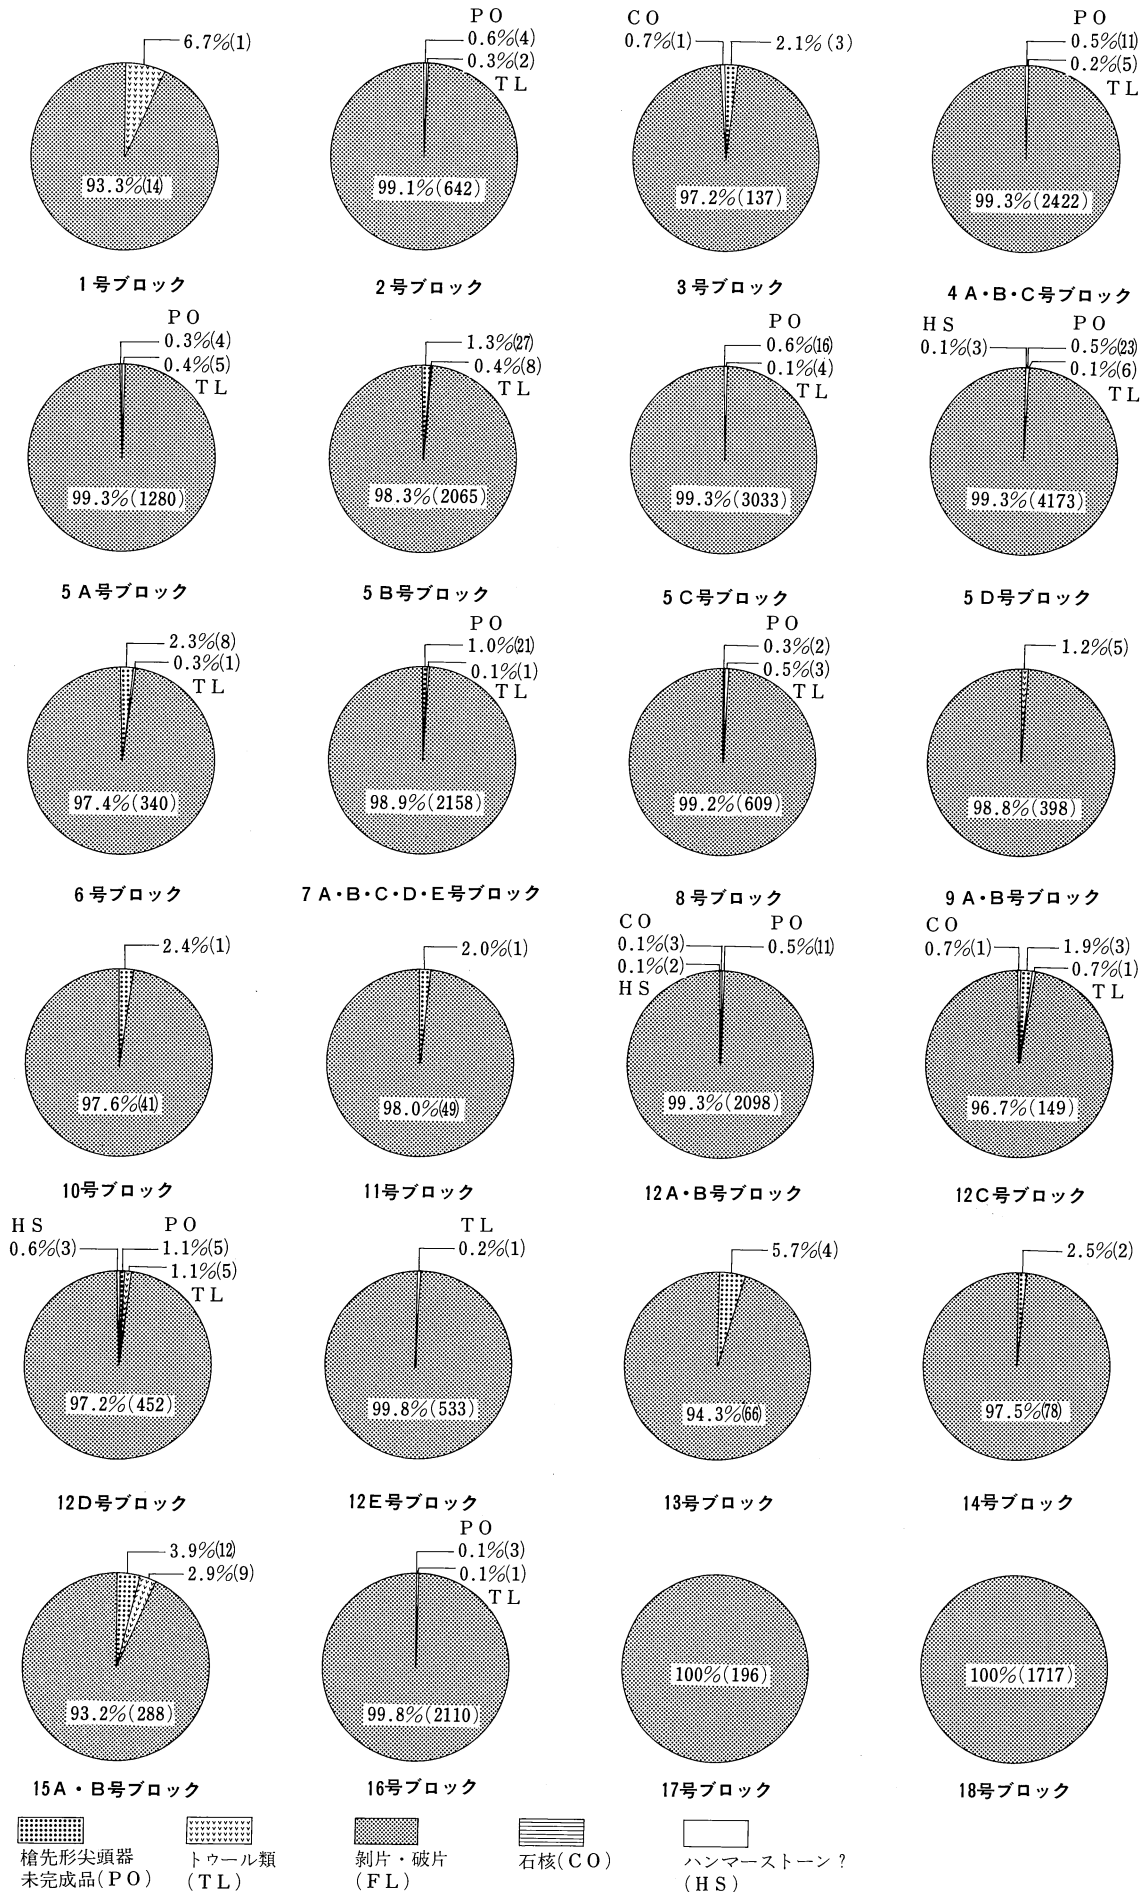 6.7%(1)
93.3%(14)
1号ブロック
PO
0.6%(4)
0.3%(2)
TL
99.1%(642)
2号ブロック
CO
0.7%(1)
2.1%(3)
97.2%(137)
3号ブロック
PO
0.5%(11)
0.2%(5)
TL
99.3%(2422)
4A・B・C号ブロック
PO
0.3%(4)
0.4%(5)
TL
99.3%(1280)
5A号ブロック
1.3%(27)
0.4%(8)
TL
98.3%(2065)
5B号ブロック
PO
0.6%(16)
0.1%(4)
TL
99.3%(3033)
5C号ブロック
HS
0.1%(3)
PO
0.5%(23)
0.1%(6)
TL
99.3%(4173)
5D号ブロック
2.3%(8)
0.3%(1)
TL
97.4%(340)
6号ブロック
PO
1.0%(21)
0.1%(1)
TL
98.9%(2158)
7A・B・C・D・E号ブロック
PO
0.3%(2)
0.5%(3)
TL
99.2%(609)
8号ブロック
1.2%(5)
98.8%(398)
9A・B号ブロック
2.4%(1)
97.6%(41)
10号ブロック
2.0%(1)
98.0%(49)
11号ブロック
CO
0.1%(3)
0.1%(2)
HS
PO
0.5%(11)
99.3%(2098)
12A・B号ブロック
CO
0.7%(1)
1.9%(3)
0.7%(1)
TL
96.7%(149)
12C号ブロック
HS
0.6%(3)
PO
1.1%(5)
1.1%(5)
TL
97.2%(452)
12D号ブロック
TL
0.2%(1)
99.8%(533)
12E号ブロック
5.7%(4)
94.3%(66)
13号ブロック
2.5%(2)
97.5%(78)
14号ブロック
3.9%(12)
2.9%(9)
93.2%(288)
15A・B号ブロック
PO
0.1%(3)
0.1%(1)
TL
99.8%(2110)
16号ブロック
100%(196)
17号ブロック
100%(1717)
18号ブロック
槍先形尖頭器
未完成品(PO)
トゥール類
(TL)
剝片・破片
(FL)
石核(CO)
ハンマーストーン?
(HS)